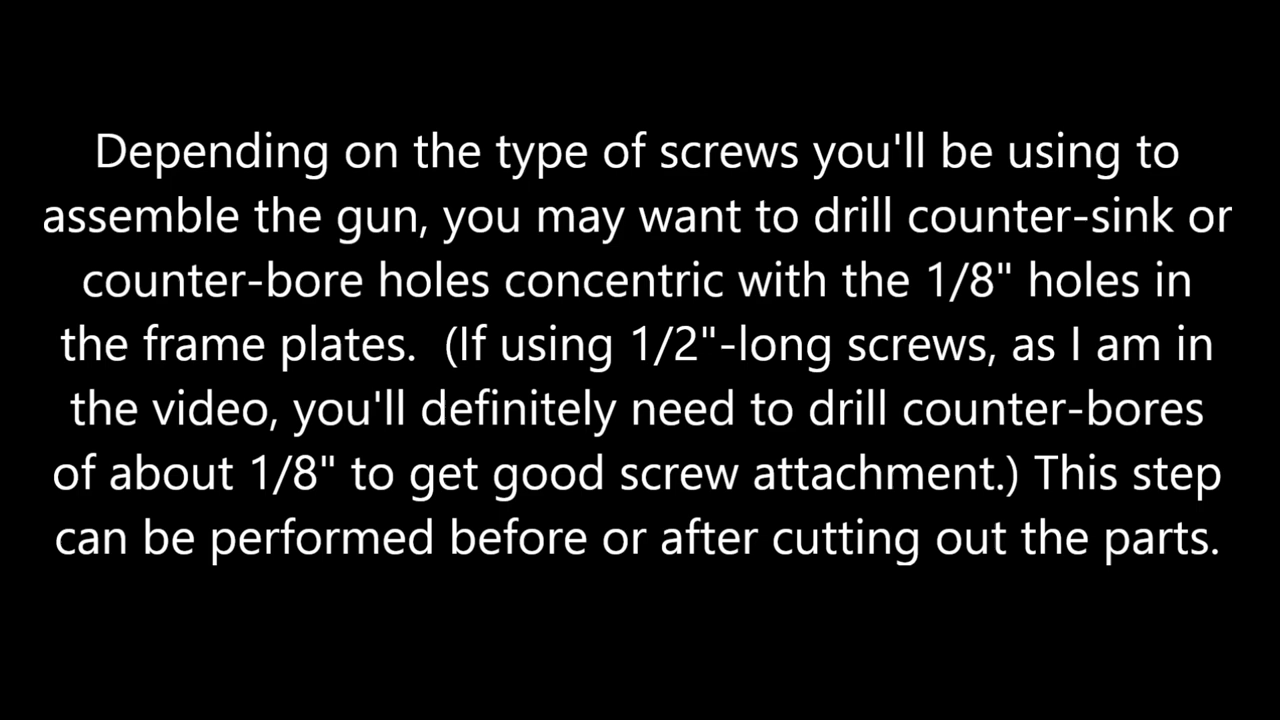 Depending on the type of screws you'll be using to
assemble the gun, you may want to drill counter-sink or
counter-bore holes concentric with the 1/8" holes in
the frame plates.  (If using 1/2"-long screws, as I am in
the video, you'll definitely need to drill counter-bores
of about 1/8" to get good screw attachment.) This step
can be performed before or after cutting out the parts.